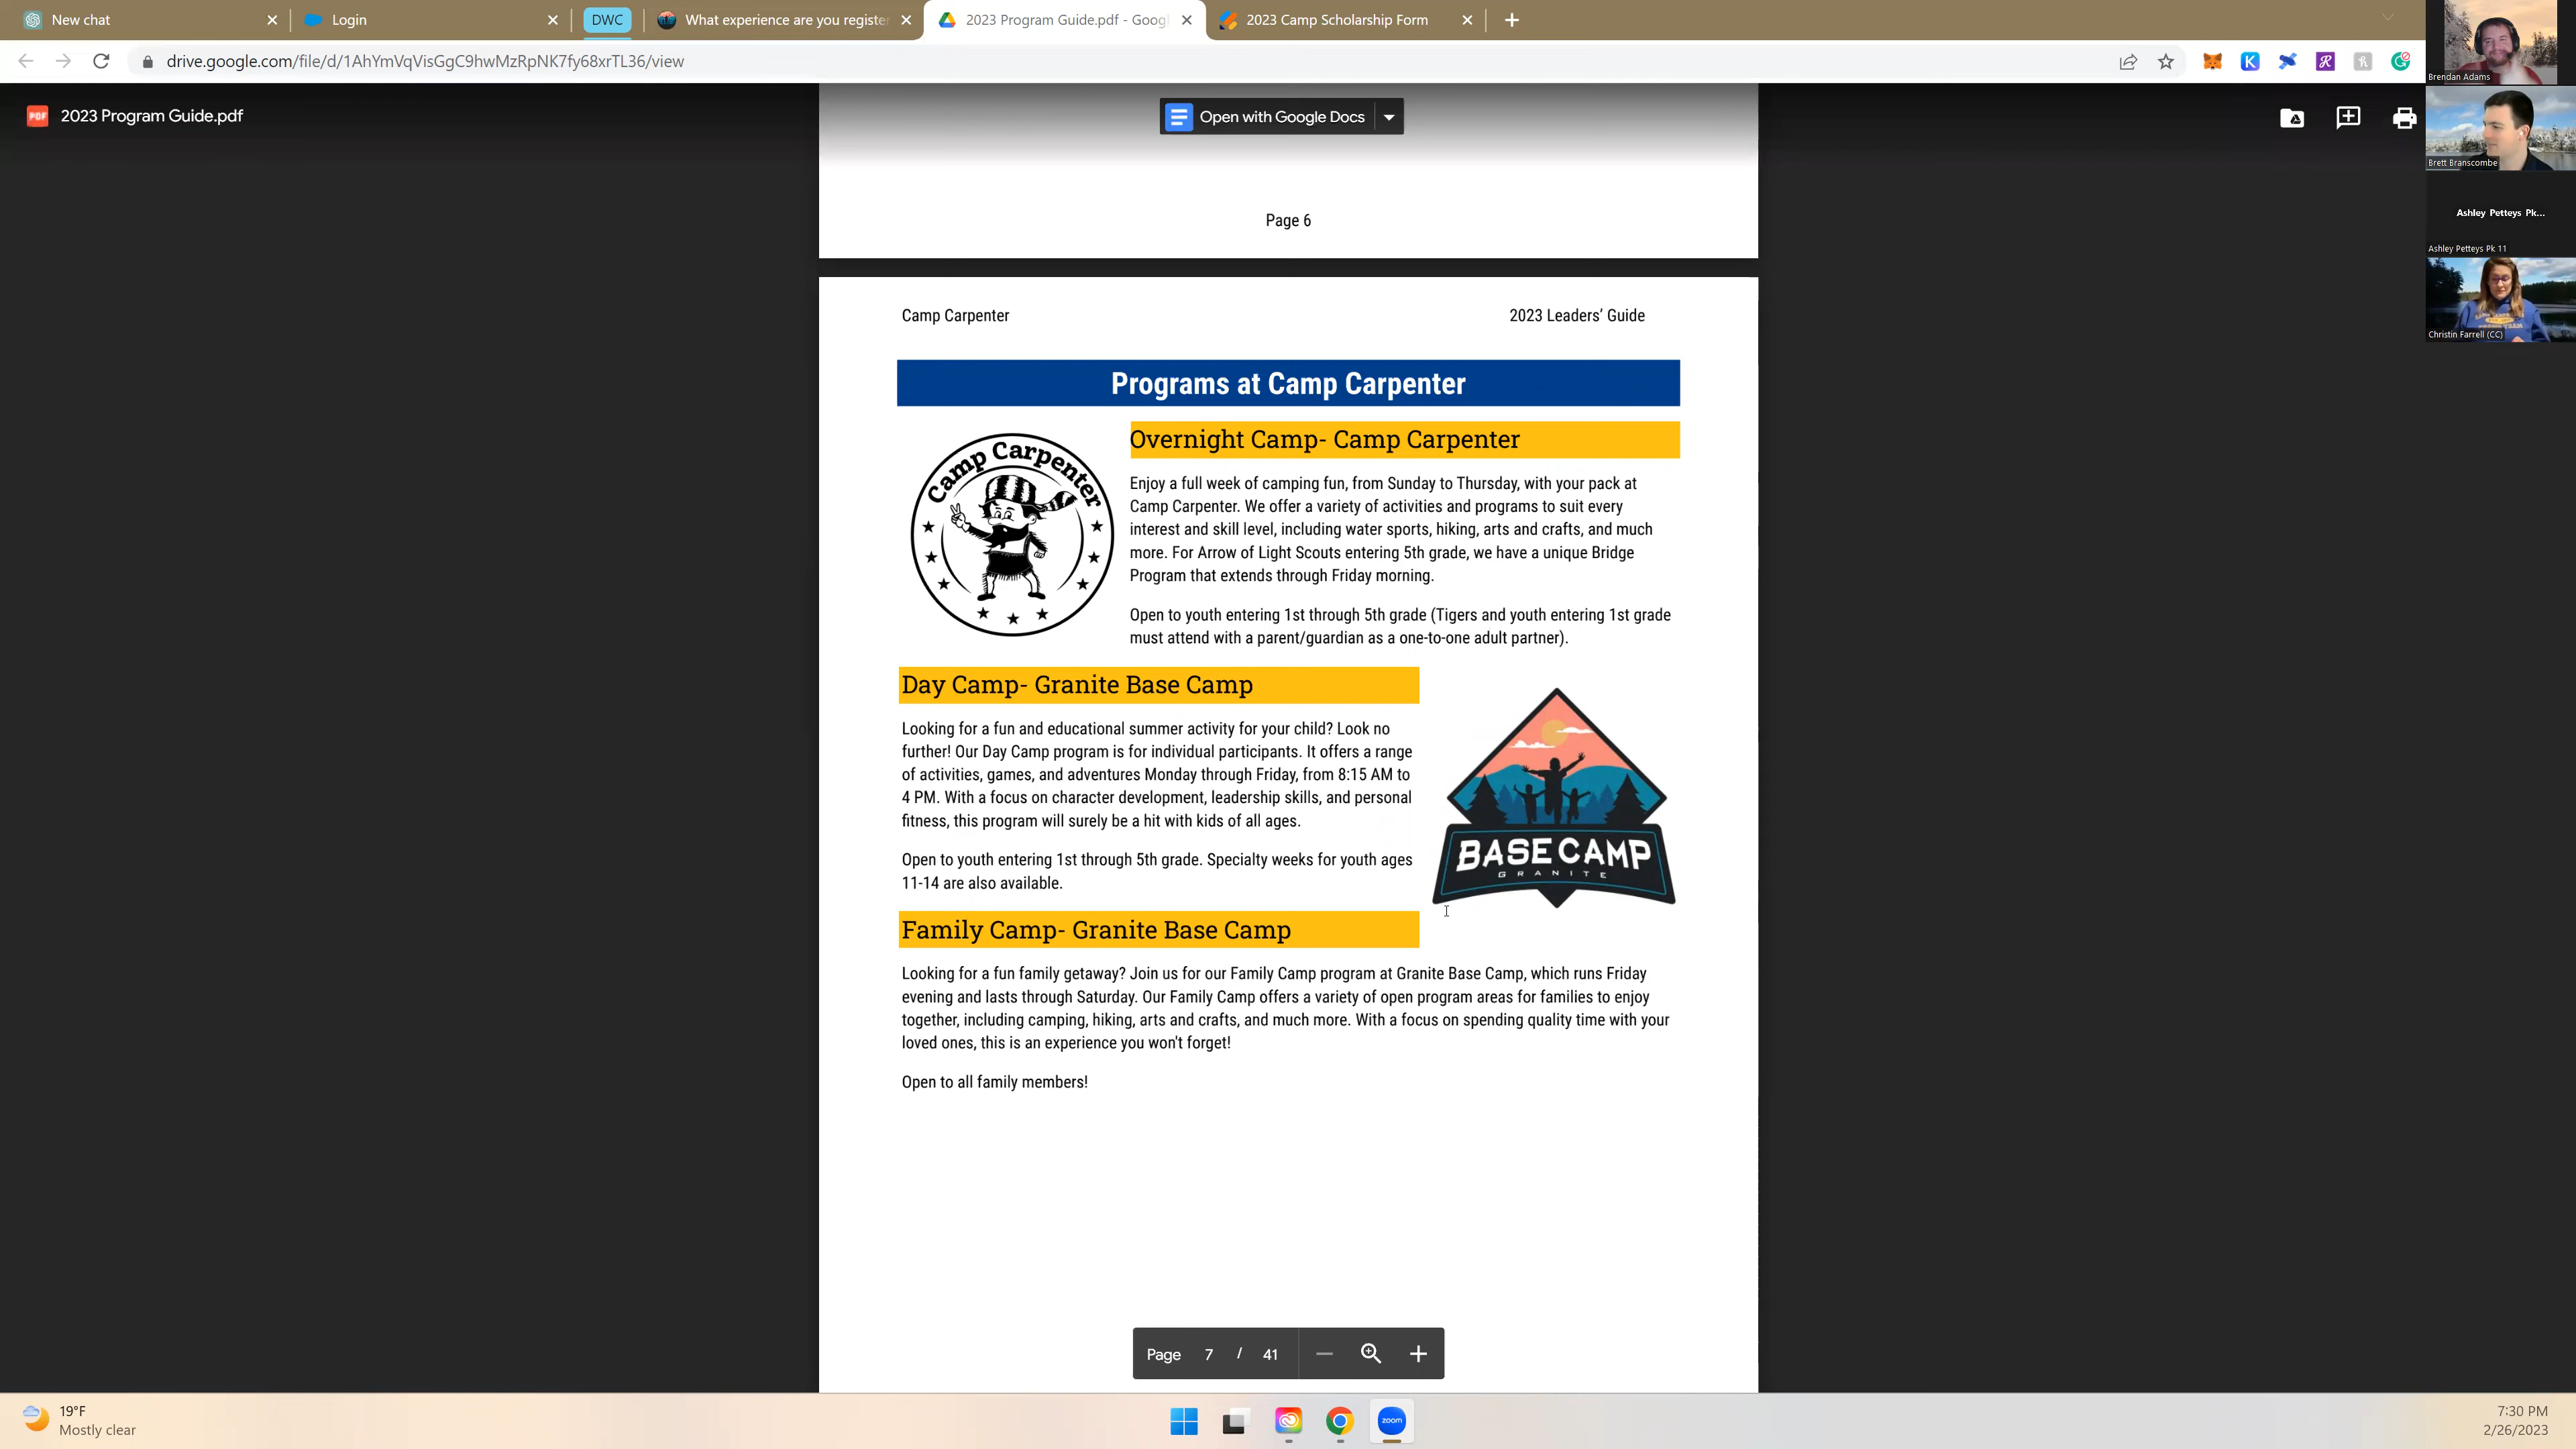 New chat
Login
DWC
What experience are you register
2023 Program Guide.pdf - Goog
2023 Camp Scholarship Form
drive.google.com/file/d/1AhYmVqVisGgC9hwMzRpNK7fy68xrTL36/view
PDF
2023 Program Guide.pdf
Open with Google Docs
Brendan Adams
Brett Branscombe
Ashley Petteys Pk...
Ashley Petteys Pk 11
Christin Farrell (CC)
Page 6
Camp Carpenter
2023 Leaders' Guide
Programs at Camp Carpenter
Camp Carpenter
Overnight Camp- Camp Carpenter
Enjoy a full week of camping fun, from Sunday to Thursday, with your pack at
Camp Carpenter. We offer a variety of activities and programs to suit every
interest and skill level, including water sports, hiking, arts and crafts, and much
more. For Arrow of Light Scouts entering 5th grade, we have a unique Bridge
Program that extends through Friday morning.
Open to youth entering 1st through 5th grade (Tigers and youth entering 1st grade
must attend with a parent/guardian as a one-to-one adult partner).
Day Camp- Granite Base Camp
Looking for a fun and educational summer activity for your child? Look no
further! Our Day Camp program is for individual participants. It offers a range
of activities, games, and adventures Monday through Friday, from 8:15 AM to
4 PM. With a focus on character development, leadership skills, and personal
fitness, this program will surely be a hit with kids of all ages.
Open to youth entering 1st through 5th grade. Specialty weeks for youth ages
11-14 are also available.
BASE CAMP
GRANITE
Family Camp- Granite Base Camp
Looking for a fun family getaway? Join us for our Family Camp program at Granite Base Camp, which runs Friday
evening and lasts through Saturday. Our Family Camp offers a variety of open program areas for families to enjoy
together, including camping, hiking, arts and crafts, and much more. With a focus on spending quality time with your
loved ones, this is an experience you won't forget!
Open to all family members!
Page 7 / 41
19°F
Mostly clear
zoom
7:30 PM
2/26/2023